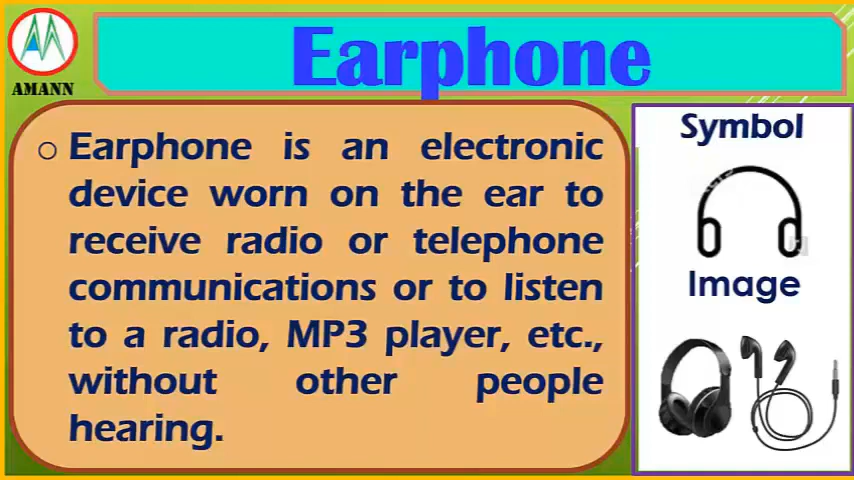 AMANN
Earphone
Earphone is an electronic
device worn on the ear to
receive radio or telephone
communications or to listen
to a radio, MP3 player, etc.,
without other people
hearing.
Symbol
Image